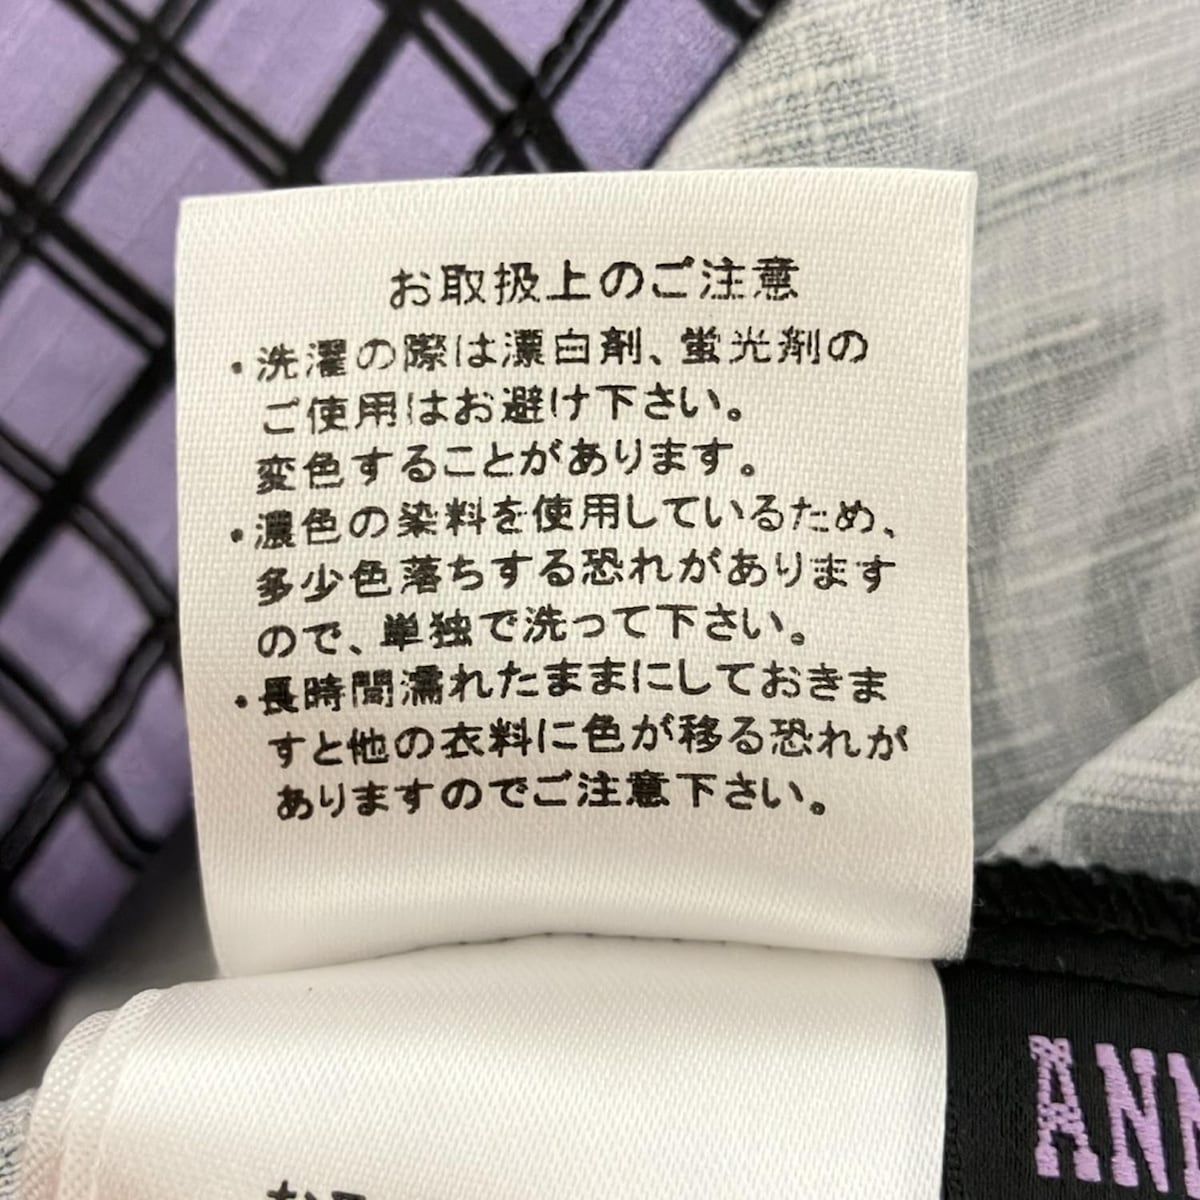 お取扱上のご注意
・洗濯の際は漂白剤、蛍光剤の
ご使用はお避け下さい。
変色することがあります。
・濃色の染料を使用しているため、
多少色落ちする恐れがあります
ので、単独で洗って下さい。
・長時間濡れたままにしておきま
すと他の衣料に色が移る恐れが
ありますのでご注意下さい。
ANN